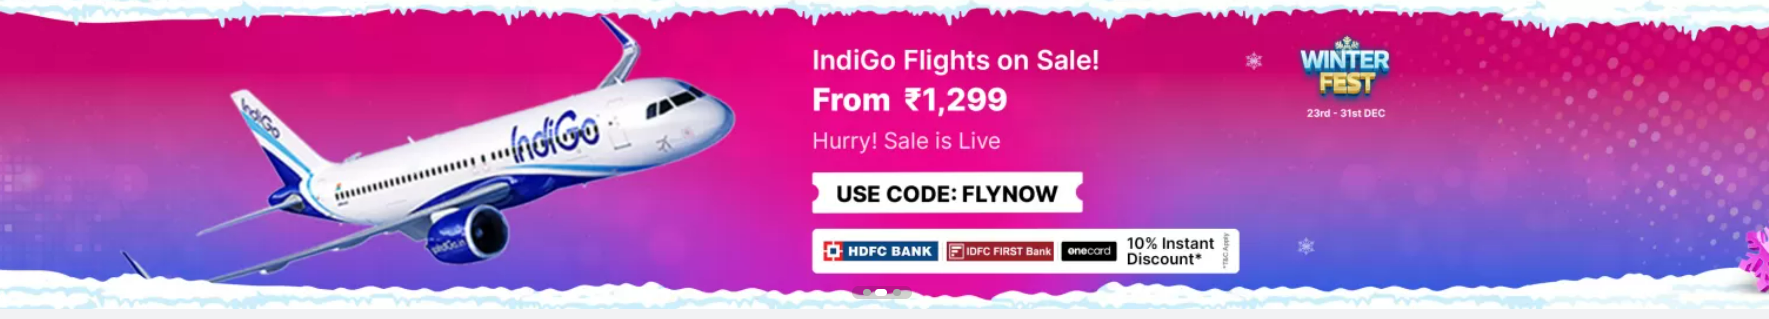 IndiGo
IndiGo
IndiGo Flights on Sale!
From ₹1,299
Hurry! Sale is Live
USE CODE: FLYNOW
HDFC BANK
IDFC FIRST Bank
onecard
10% Instant
Discount*
*T&C Apply
WINTER
FEST
23rd - 31st DEC